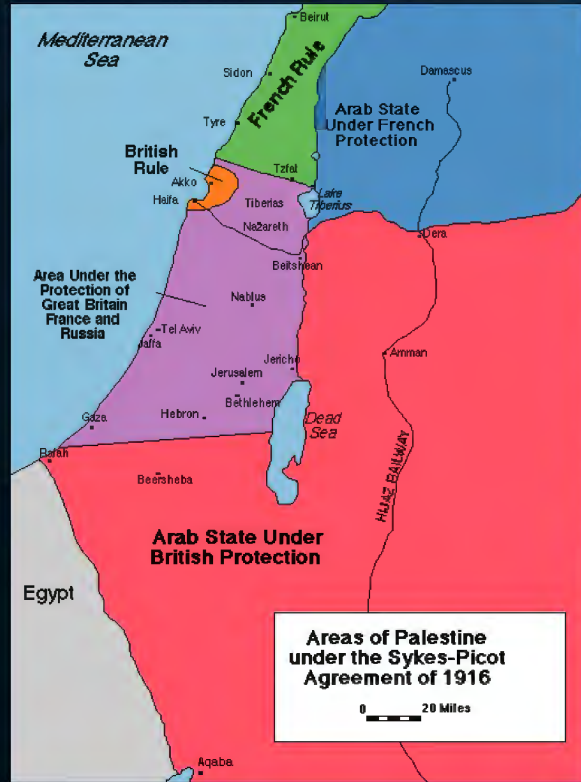 Beirut
Mediterranean
Sea
Sidon
French Rule
Damascus
Arab State
Under French
Protection
Tyre
British
Rule
Tzfat
Akko
Haifa
Tiberias
Lake
Tiberius
Nazareth
Dera
Beitshean
Area Under the
Protection of
Great Britain
France and
Russia
Nablus
Tel Aviv
Jaffa
Amman
Jericho
Jerusalem
Bethlehem
Hebron
Gaza
Dead
Sea
Rafah
Beersheba
HIJAZ RAILWAY
Arab State Under
British Protection
Egypt
Areas of Palestine
under the Sykes-Picot
Agreement of 1916
0 20 Miles
Aqaba